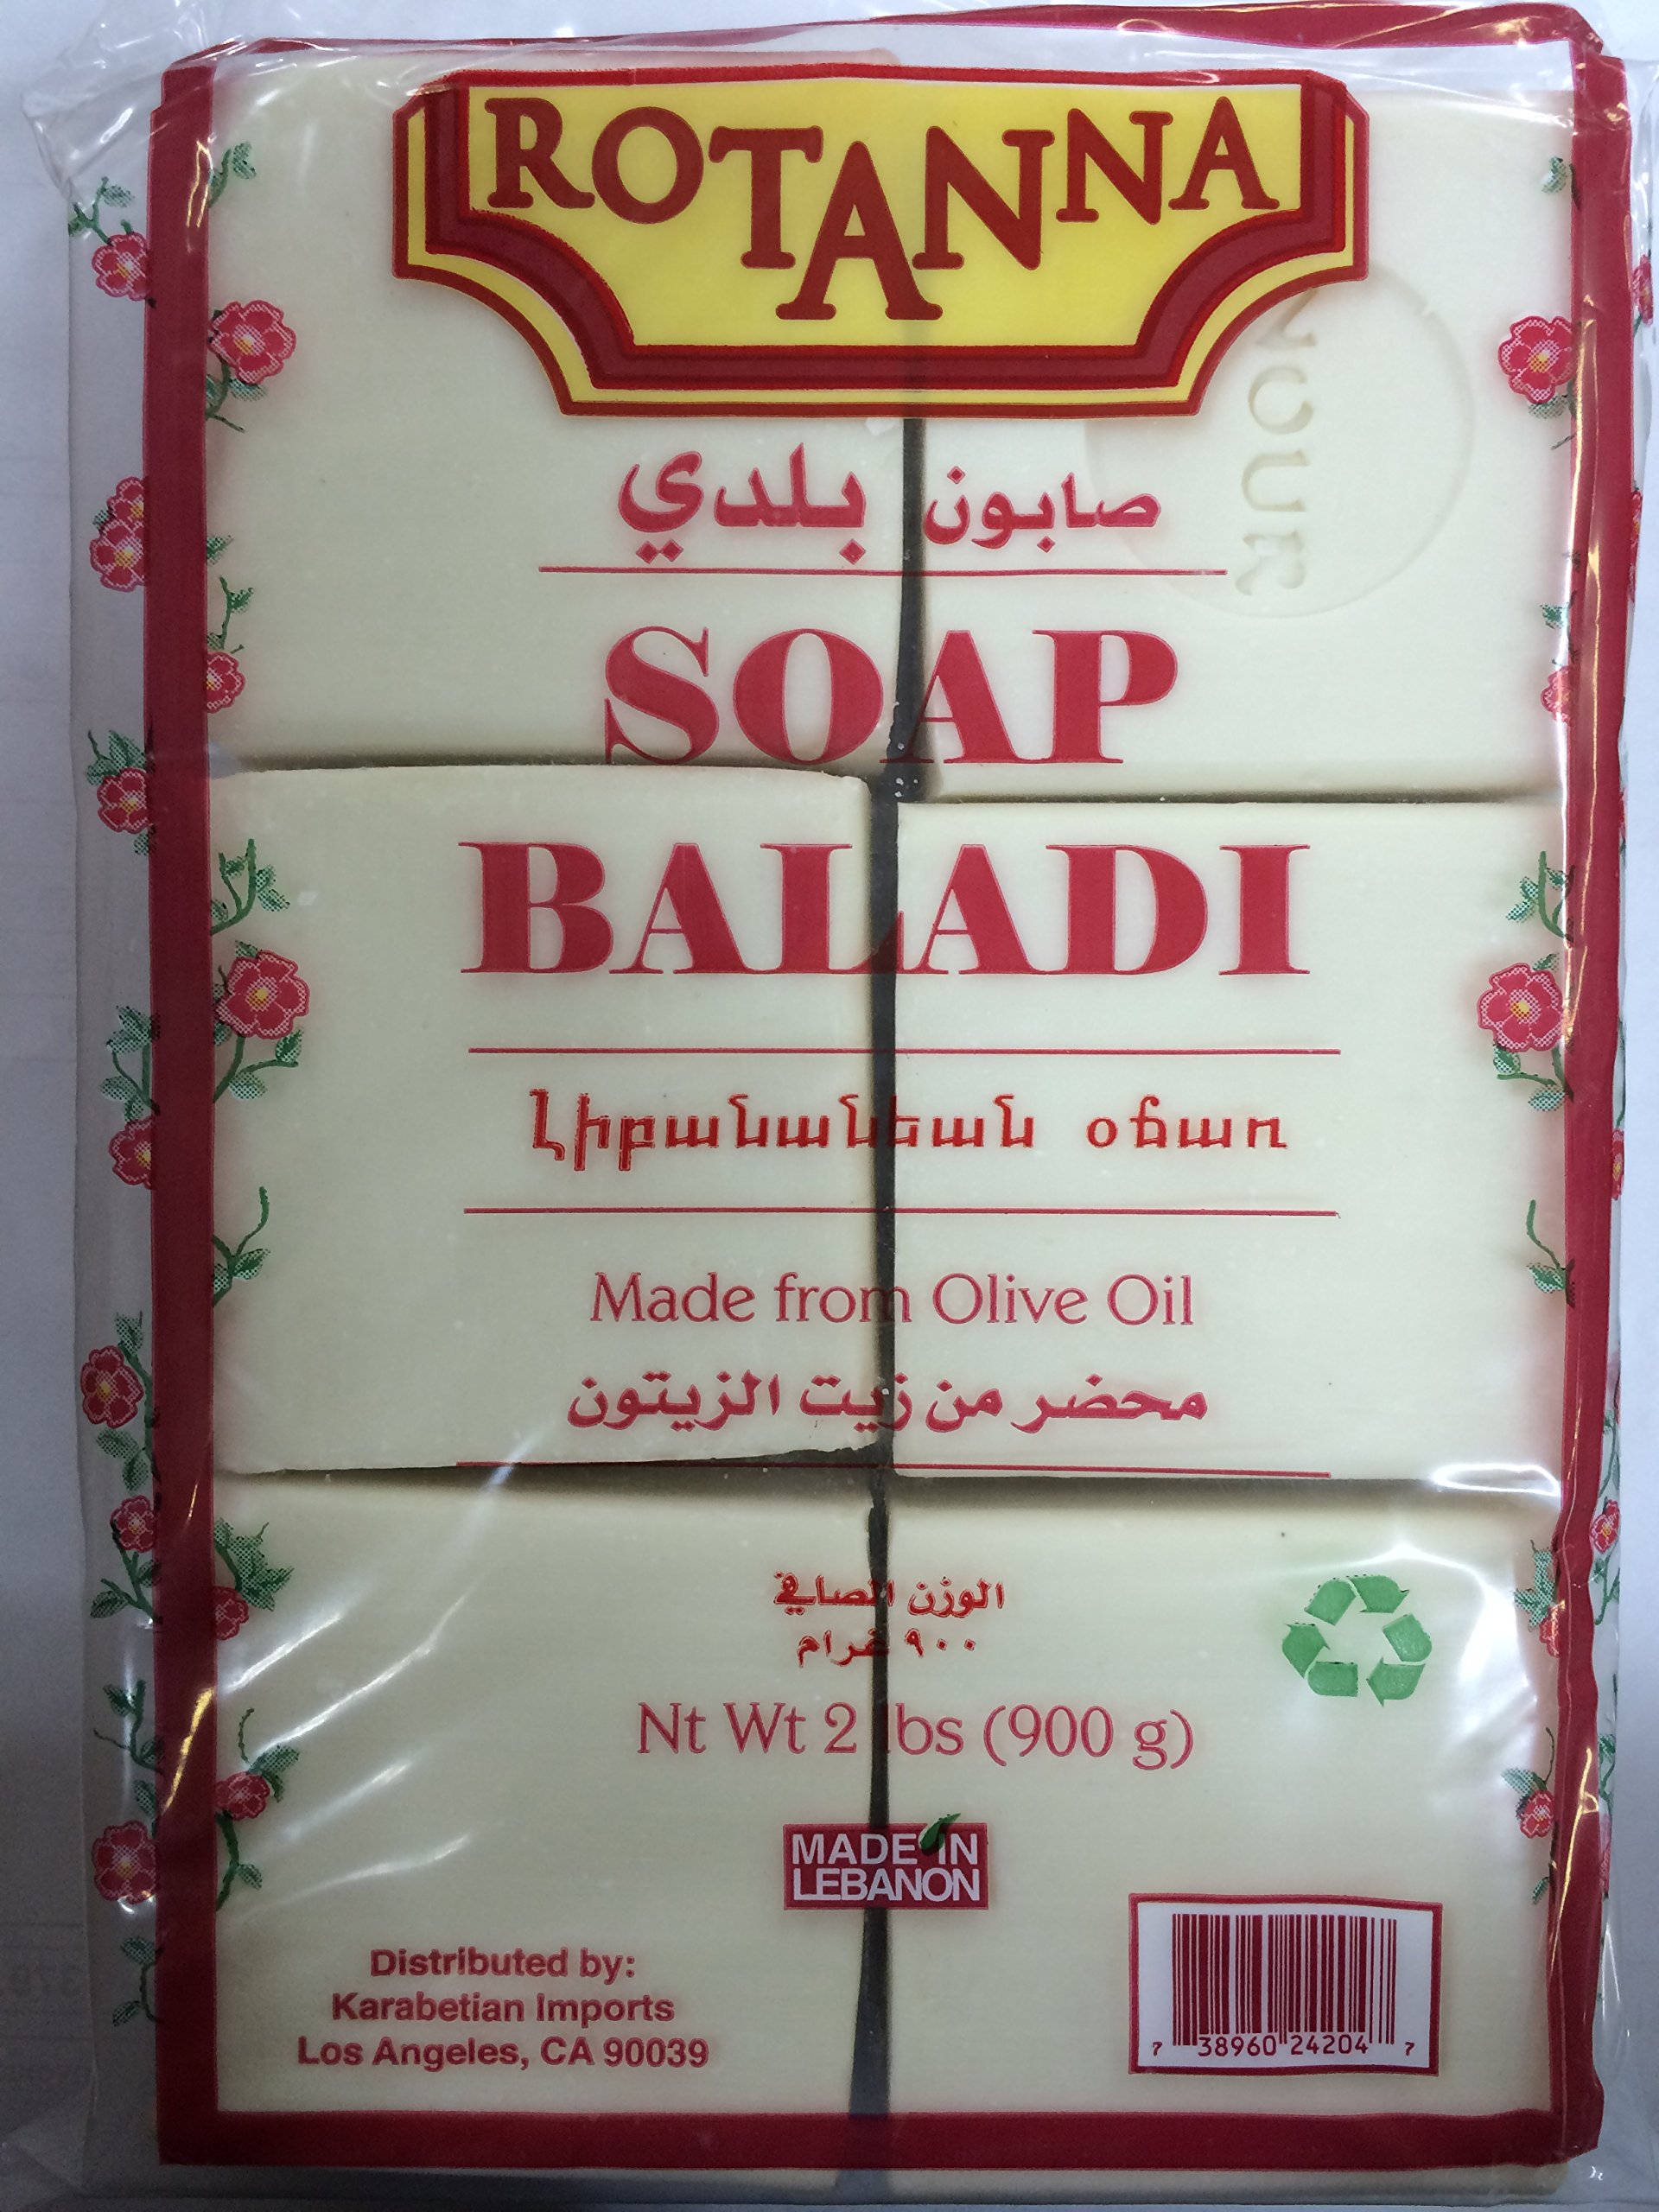 ROTANNA
NOUR
صابون بلدي
SOAP
BALADI
Լիբանանեան օճառ
Made from Olive Oil
محضر من زيت الزيتون
الوزن الصافي
٩٠٠ غرام
Nt Wt 2 lbs (900 g)
MADE IN
LEBANON
Distributed by:
Karabetian Imports
Los Angeles, CA 90039
7 38960 24204 7